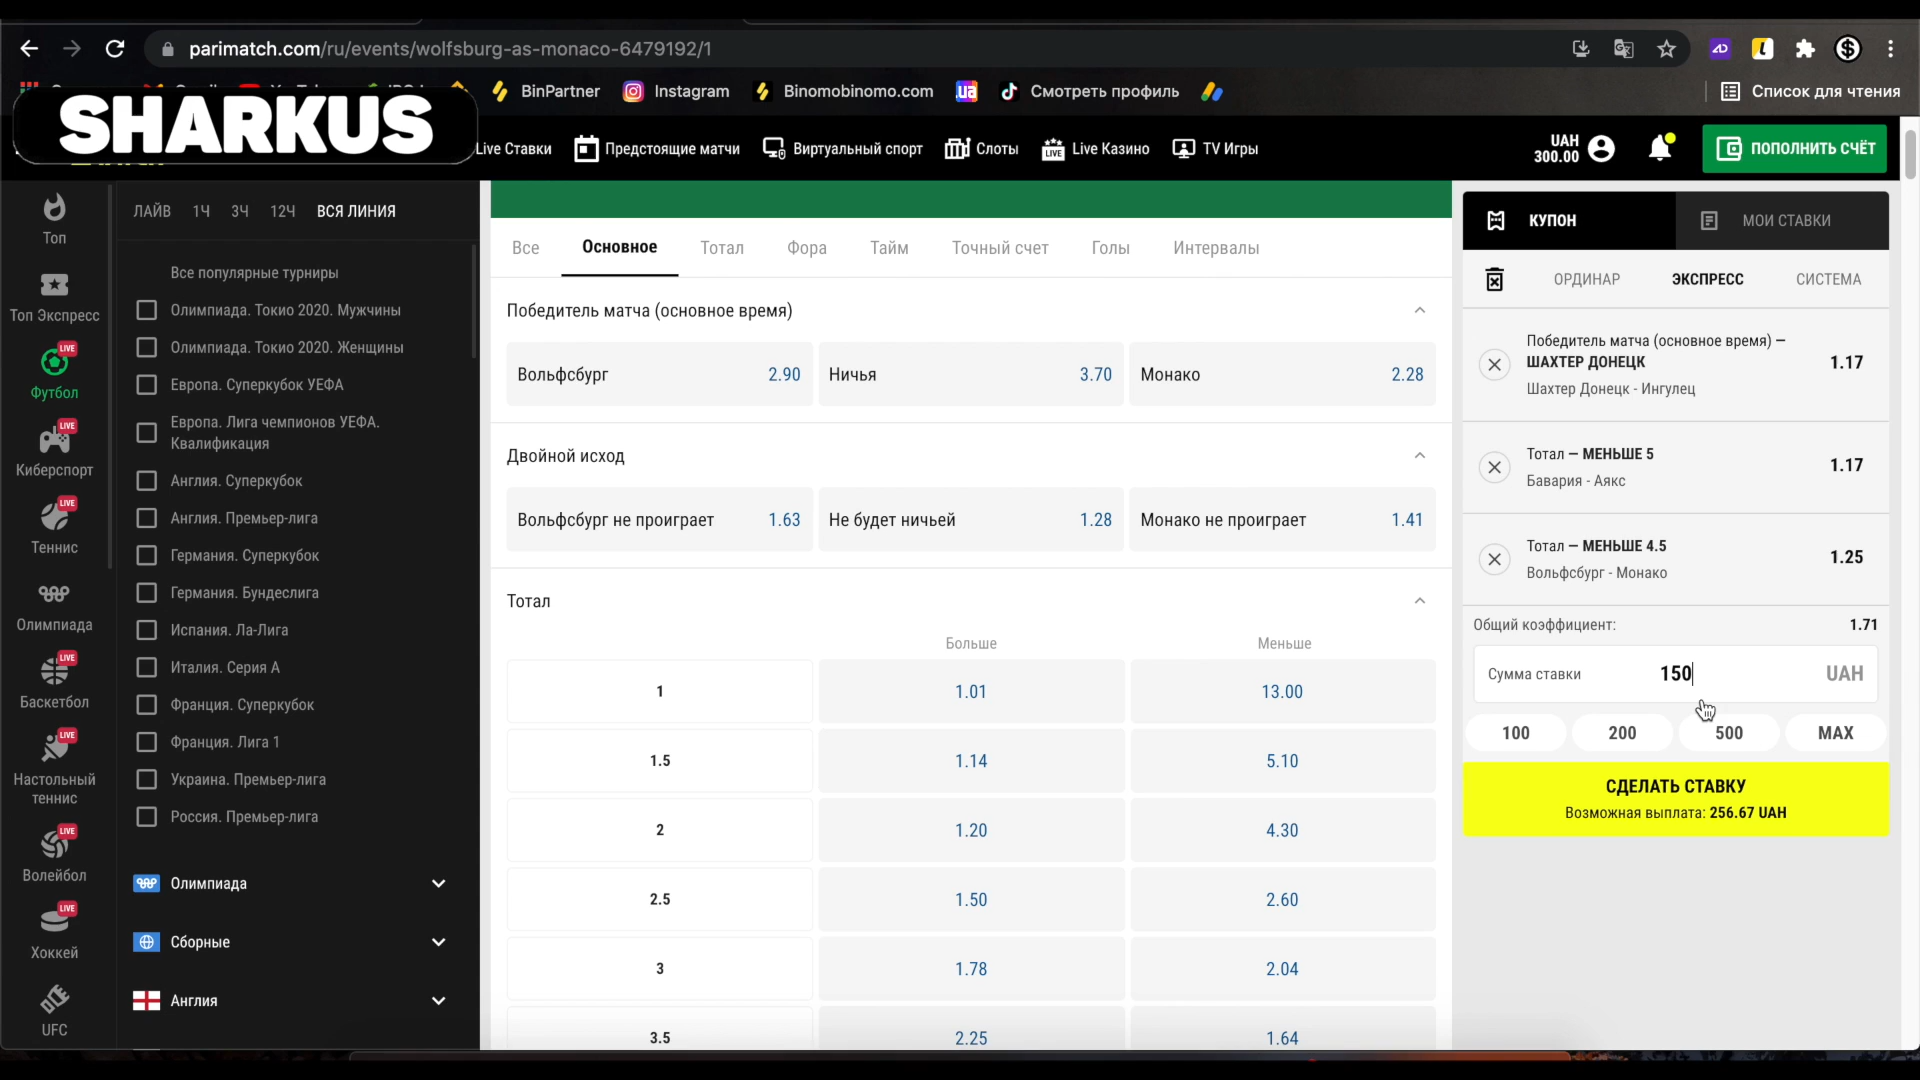 parimatch.com/ru/events/wolfsburg-as-monaco-6479192/1
BinPartner
Instagram
Binomobinomo.com
Смотреть профиль
Список для чтения
SHARKUS
Live Ставки
Предстоящие матчи
Виртуальный спорт
Слоты
Live Казино
TV Игры
UAH
300.00
ПОПОЛНИТЬ СЧЁТ
Топ
Топ Экспресс
LIVE
Футбол
LIVE
Киберспорт
LIVE
Теннис
Олимпиада
LIVE
Баскетбол
LIVE
Настольный
теннис
LIVE
Волейбол
LIVE
Хоккей
UFC
ЛАЙВ 1Ч 3Ч 12Ч ВСЯ ЛИНИЯ
Все популярные турниры
Олимпиада. Токио 2020. Мужчины
Олимпиада. Токио 2020. Женщины
Европа. Суперкубок УЕФА
Европа. Лига чемпионов УЕФА.
Квалификация
Англия. Суперкубок
Англия. Премьер-лига
Германия. Суперкубок
Германия. Бундеслига
Испания. Ла-Лига
Италия. Серия А
Франция. Суперкубок
Франция. Лига 1
Украина. Премьер-лига
Россия. Премьер-лига
Олимпиада
Сборные
Англия
Все Основное Тотал Фора Тайм Точный счет Голы Интервалы
Победитель матча (основное время)
Вольфсбург 2.90 Ничья 3.70 Монако 2.28
Двойной исход
Вольфсбург не проиграет 1.63 Не будет ничьей 1.28 Монако не проиграет 1.41
Тотал
Больше Меньше
1 1.01 13.00
1.5 1.14 5.10
2 1.20 4.30
2.5 1.50 2.60
3 1.78 2.04
3.5 2.25 1.64
КУПОН МОИ СТАВКИ
ОРДИНАР ЭКСПРЕСС СИСТЕМА
Победитель матча (основное время) –
ШАХТЕР ДОНЕЦК 1.17
Шахтер Донецк - Ингулец
Тотал – МЕНЬШЕ 5 1.17
Бавария - Аякс
Тотал – МЕНЬШЕ 4.5 1.25
Вольфсбург - Монако
Общий коэффициент: 1.71
Сумма ставки 150 UAH
100 200 500 MAX
СДЕЛАТЬ СТАВКУ
Возможная выплата: 256.67 UAH